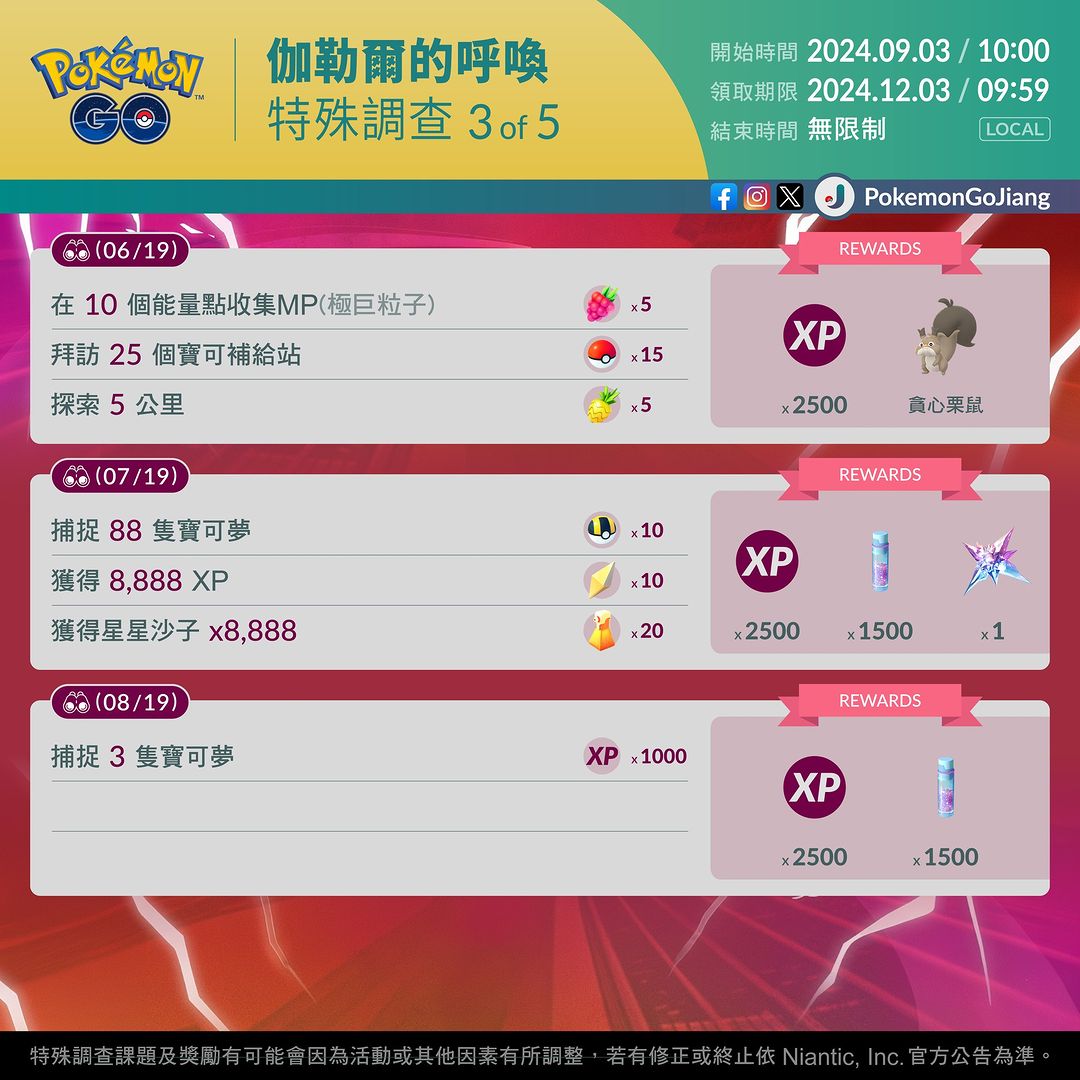 POKÉMON GO™
伽勒爾的呼喚
特殊調查 3 of 5
開始時間 2024.09.03 / 10:00
領取期限 2024.12.03 / 09:59
結束時間 無限制 LOCAL
PokemonGoJiang
(06/19)
REWARDS
在 10 個能量點收集MP(極巨粒子) x5
拜訪 25 個寶可補給站 x15
探索 5 公里 x5
XP
x2500
貪心栗鼠
(07/19)
REWARDS
捕捉 88 隻寶可夢 x10
獲得 8,888 XP x10
獲得星星沙子 x8,888 x20
XP
x2500 x1500 x1
(08/19)
REWARDS
捕捉 3 隻寶可夢 XP x1000
XP
x2500 x1500
特殊調查課題及獎勵有可能會因為活動或其他因素有所調整，若有修正或終止依 Niantic, Inc. 官方公告為準。